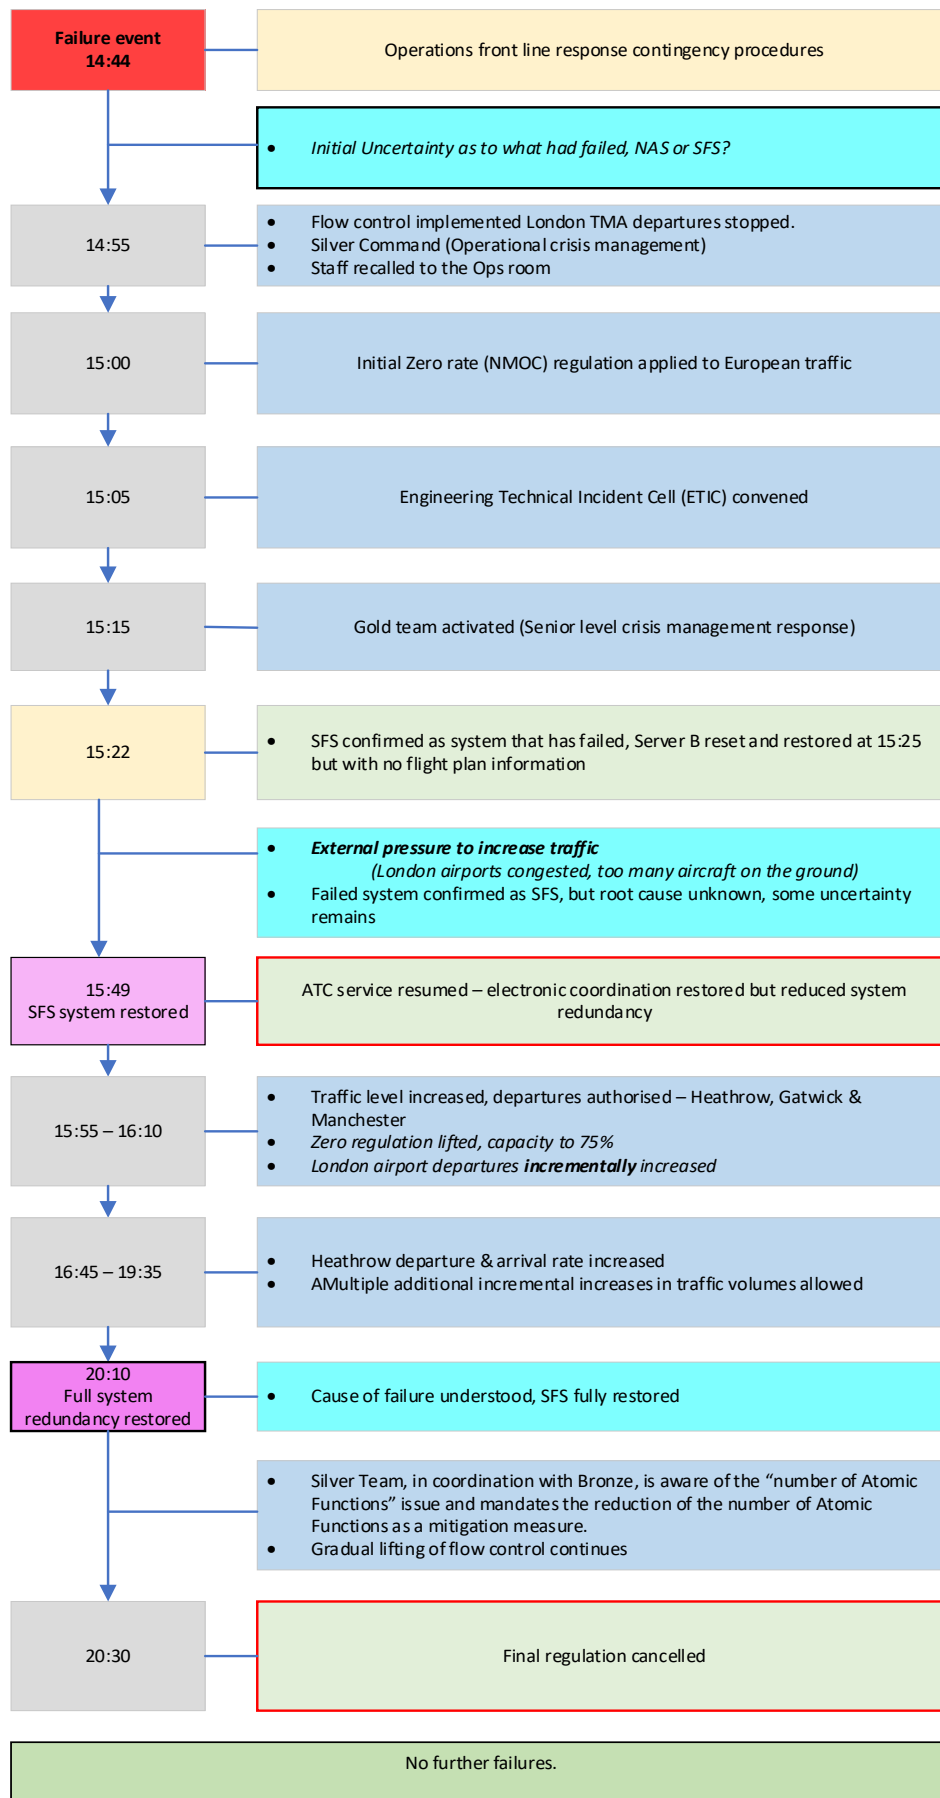 Failure event
14:44
Operations front line response contingency procedures
• Initial Uncertainty as to what had failed, NAS or SFS?
14:55
• Flow control implemented London TMA departures stopped.
• Silver Command (Operational crisis management)
• Staff recalled to the Ops room
15:00
Initial Zero rate (NMOC) regulation applied to European traffic
15:05
Engineering Technical Incident Cell (ETIC) convened
15:15
Gold team activated (Senior level crisis management response)
15:22
• SFS confirmed as system that has failed, Server B reset and restored at 15:25
but with no flight plan information
• External pressure to increase traffic
(London airports congested, too many aircraft on the ground)
• Failed system confirmed as SFS, but root cause unknown, some uncertainty
remains
15:49
SFS system restored
ATC service resumed – electronic coordination restored but reduced system
redundancy
15:55 – 16:10
• Traffic level increased, departures authorised – Heathrow, Gatwick &
Manchester
• Zero regulation lifted, capacity to 75%
• London airport departures incrementally increased
16:45 – 19:35
• Heathrow departure & arrival rate increased
• AMultiple additional incremental increases in traffic volumes allowed
20:10
Full system
redundancy restored
• Cause of failure understood, SFS fully restored
• Silver Team, in coordination with Bronze, is aware of the “number of Atomic
Functions” issue and mandates the reduction of the number of Atomic
Functions as a mitigation measure.
• Gradual lifting of flow control continues
20:30
Final regulation cancelled
No further failures.